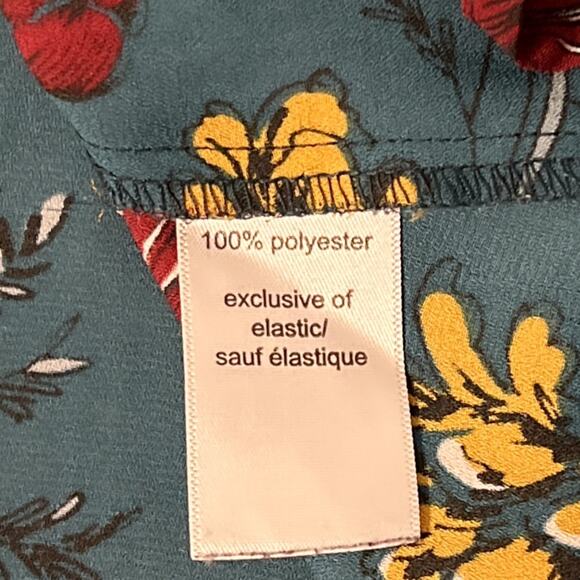 100% polyester
exclusive of
elastic/
sauf élastique